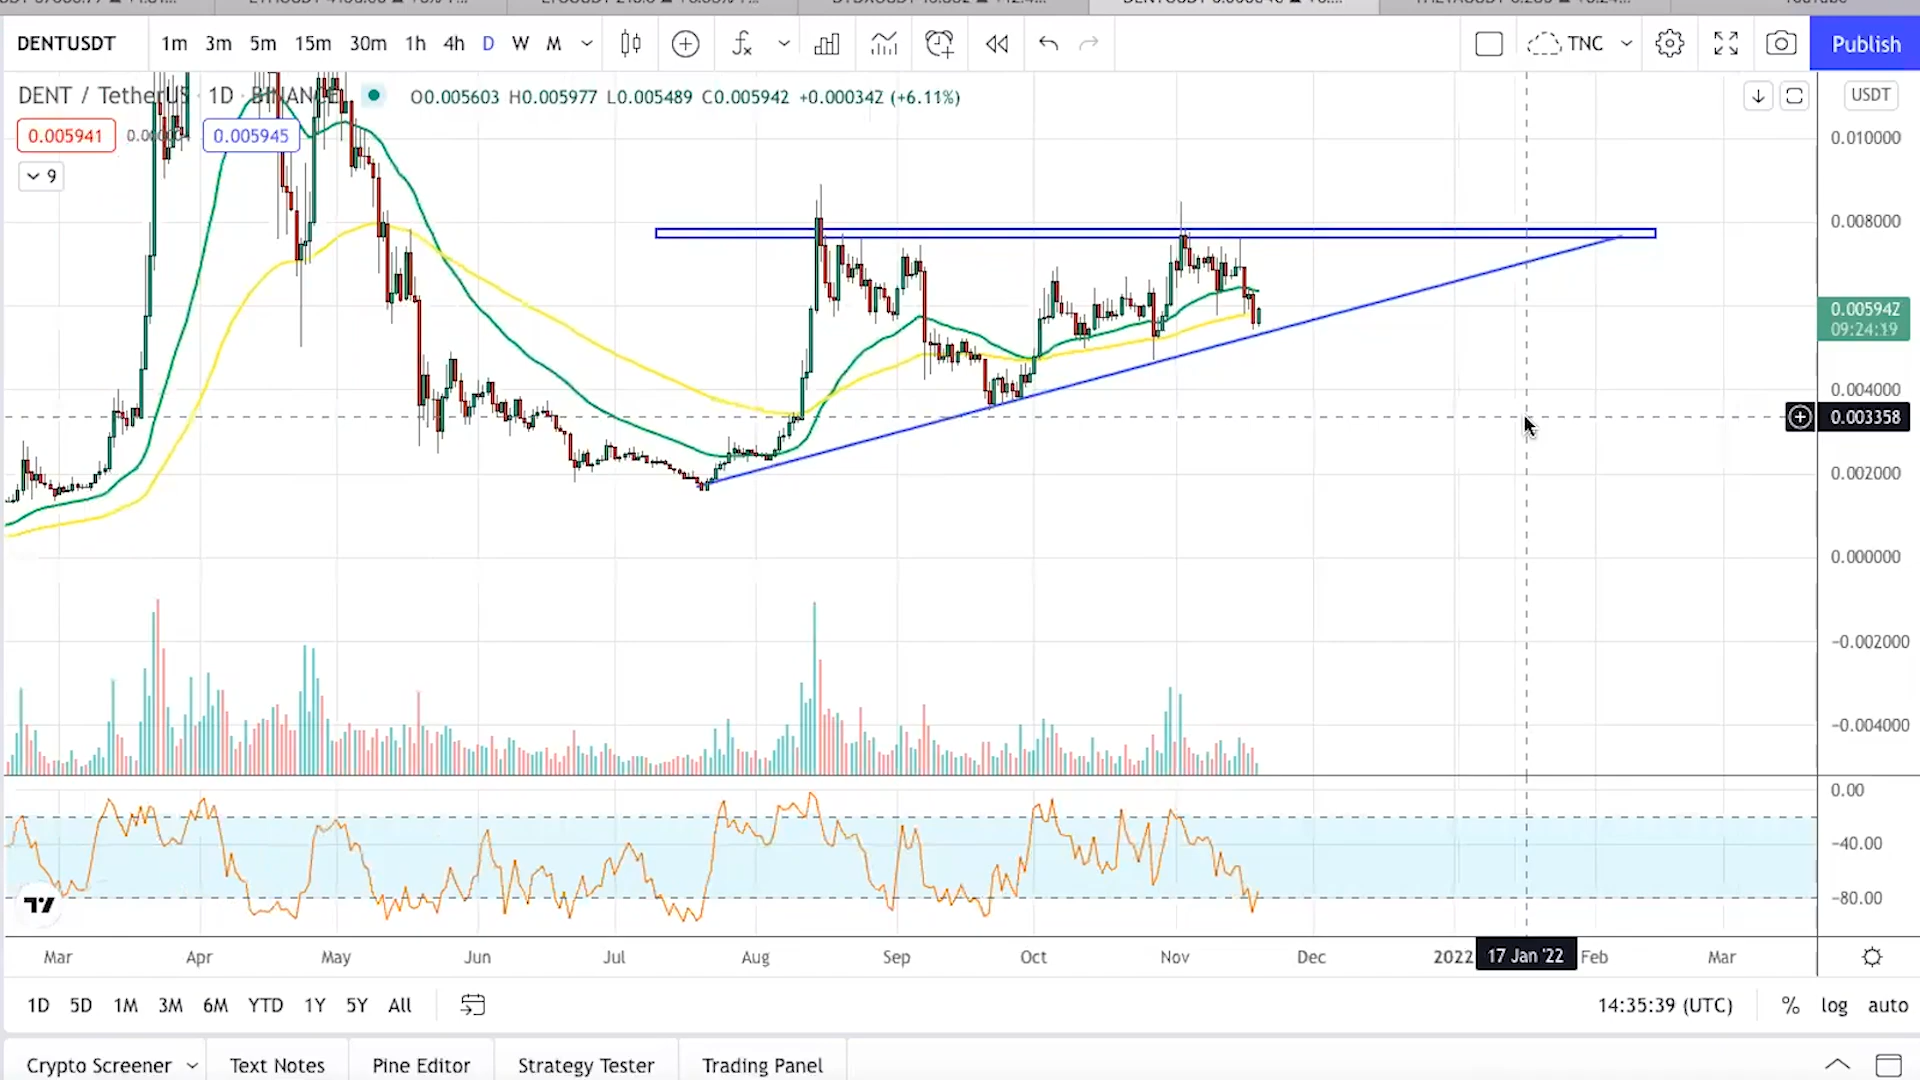 DENTUSDT 1m 3m 5m 15m 30m 1h 4h D W M TNC Publish
DENT / TetherUS · 1D · BINANCE O0.005603 H0.005977 L0.005489 C0.005942 +0.000342 (+6.11%)
USDT
0.005941 0.005945
9
0.010000
0.008000
0.005942
09:24:19
0.004000
0.003358
0.002000
0.000000
−0.002000
−0.004000
0.00
−40.00
−80.00
Mar Apr May Jun Jul Aug Sep Oct Nov Dec 2022 17 Jan '22 Feb Mar
1D 5D 1M 3M 6M YTD 1Y 5Y All 14:35:39 (UTC) % log auto
Crypto Screener Text Notes Pine Editor Strategy Tester Trading Panel